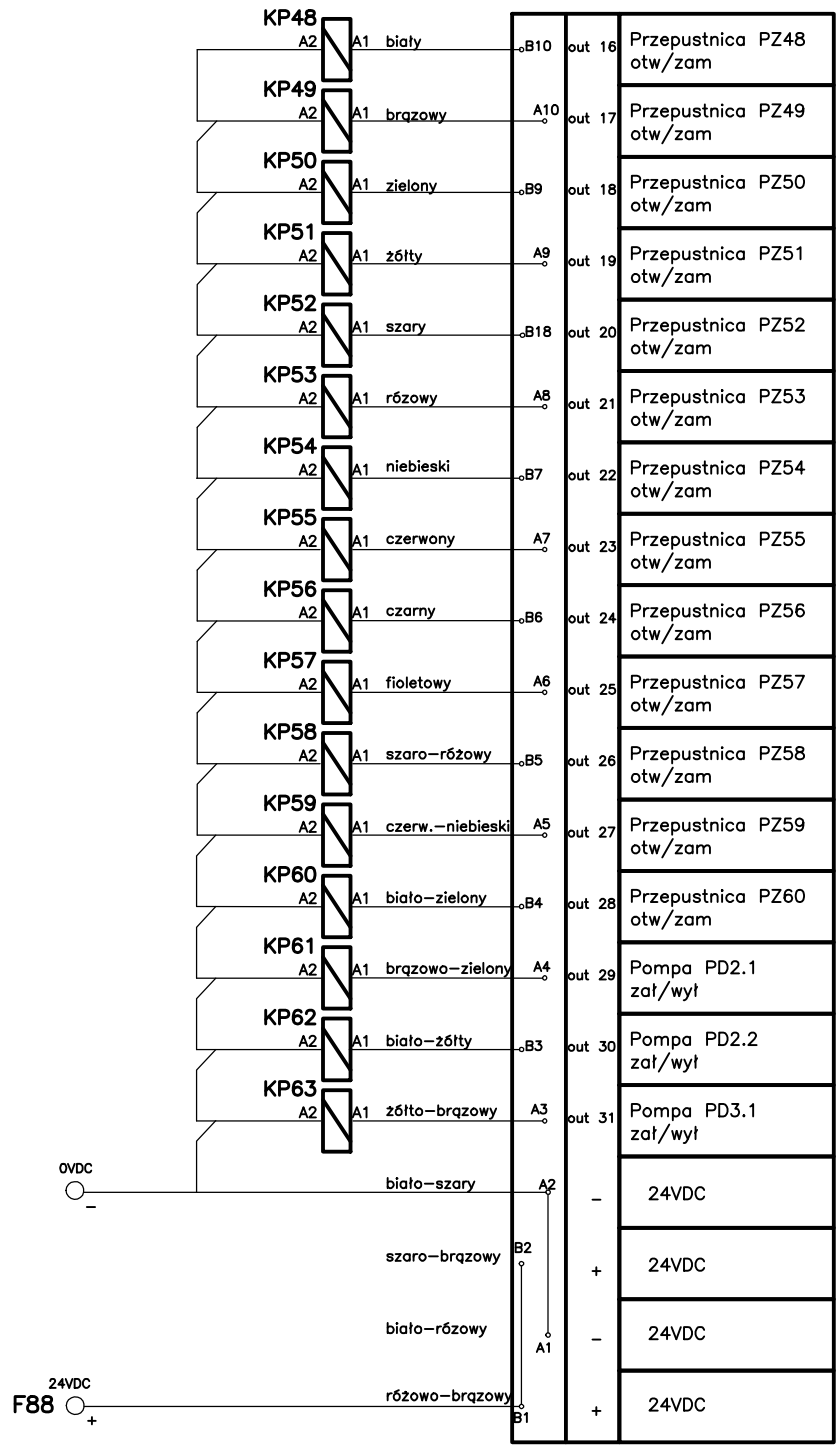 KP48
A2 A1 biały B10 out 16 Przepustnica PZ48
otw/zam
KP49
A2 A1 brązowy A10 out 17 Przepustnica PZ49
otw/zam
KP50
A2 A1 zielony B9 out 18 Przepustnica PZ50
otw/zam
KP51
A2 A1 żółty A9 out 19 Przepustnica PZ51
otw/zam
KP52
A2 A1 szary B18 out 20 Przepustnica PZ52
otw/zam
KP53
A2 A1 rózowy A8 out 21 Przepustnica PZ53
otw/zam
KP54
A2 A1 niebieski B7 out 22 Przepustnica PZ54
otw/zam
KP55
A2 A1 czerwony A7 out 23 Przepustnica PZ55
otw/zam
KP56
A2 A1 czarny B6 out 24 Przepustnica PZ56
otw/zam
KP57
A2 A1 fioletowy A6 out 25 Przepustnica PZ57
otw/zam
KP58
A2 A1 szaro-różowy B5 out 26 Przepustnica PZ58
otw/zam
KP59
A2 A1 czerw.-niebieski A5 out 27 Przepustnica PZ59
otw/zam
KP60
A2 A1 biało-zielony B4 out 28 Przepustnica PZ60
otw/zam
KP61
A2 A1 brązowo-zielony A4 out 29 Pompa PD2.1
zał/wył
KP62
A2 A1 biało-żółty B3 out 30 Pompa PD2.2
zał/wył
KP63
A2 A1 żółto-brązowy A3 out 31 Pompa PD3.1
zał/wył
0VDC
- biało-szary A2 - 24VDC
szaro-brązowy B2 + 24VDC
biało-rózowy A1 - 24VDC
24VDC
F88 + różowo-brązowy B1 + 24VDC